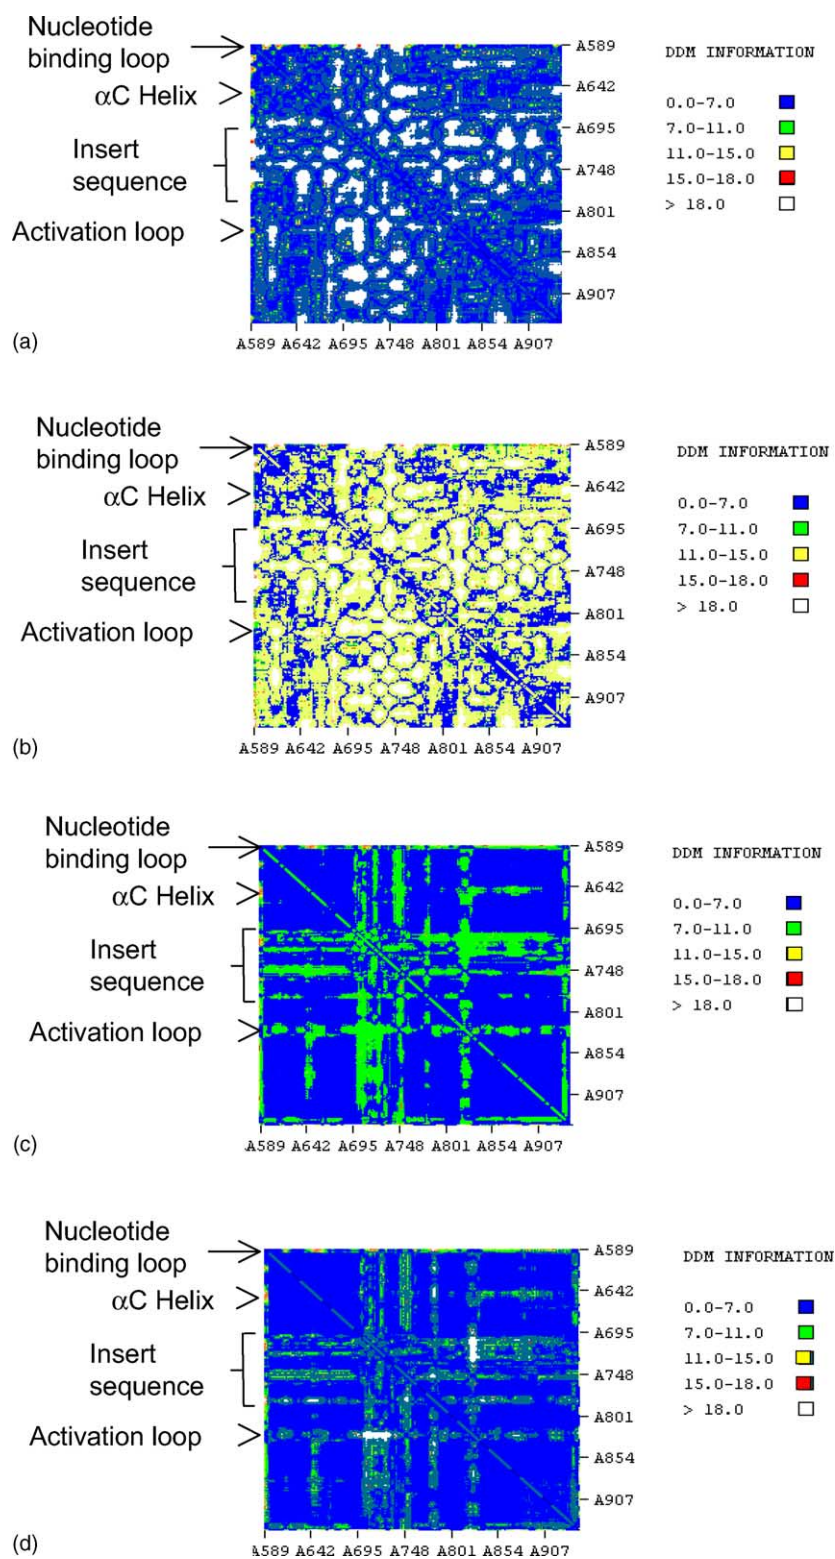 Nucleotide
binding loop
αC Helix
Insert
sequence
Activation loop
A589
A642
A695
A748
A801
A854
A907
A589 A642 A695 A748 A801 A854 A907
DDM INFORMATION
0.0-7.0
7.0-11.0
11.0-15.0
15.0-18.0
> 18.0
(a)
Nucleotide
binding loop
αC Helix
Insert
sequence
Activation loop
A589
A642
A695
A748
A801
A854
A907
A589 A642 A695 A748 A801 A854 A907
DDM INFORMATION
0.0-7.0
7.0-11.0
11.0-15.0
15.0-18.0
> 18.0
(b)
Nucleotide
binding loop
αC Helix
Insert
sequence
Activation loop
A589
A642
A695
A748
A801
A854
A907
A589 A642 A695 A748 A801 A854 A907
DDM INFORMATION
0.0-7.0
7.0-11.0
11.0-15.0
15.0-18.0
> 18.0
(c)
Nucleotide
binding loop
αC Helix
Insert
sequence
Activation loop
A589
A642
A695
A748
A801
A854
A907
A589 A642 A695 A748 A801 A854 A907
DDM INFORMATION
0.0-7.0
7.0-11.0
11.0-15.0
15.0-18.0
> 18.0
(d)